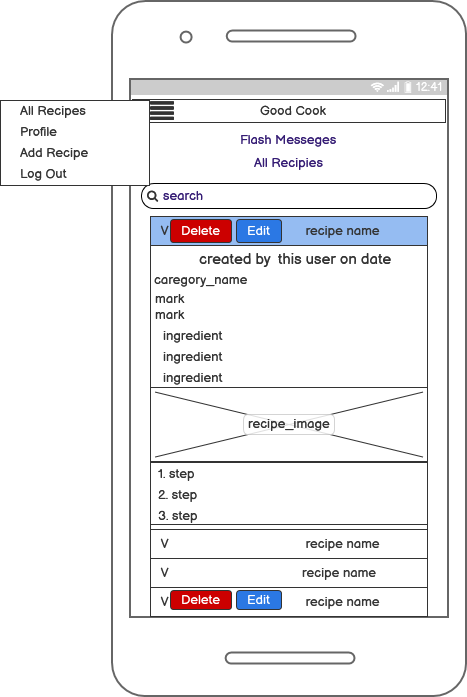 12:41
All Recipes
Profile
Add Recipe
Log Out
Good Cook
Flash Messeges
All Recipies
search
V Delete Edit recipe name
created by this user on date
caregory_name
mark
mark
ingredient
ingredient
ingredient
recipe_image
1. step
2. step
3. step
V recipe name
V recipe name
V Delete Edit recipe name